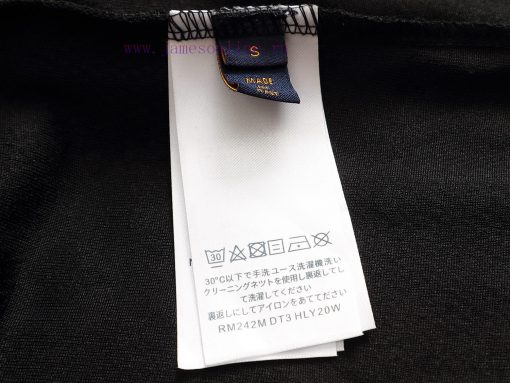 S
MADE
30
30℃以下で手洗ユース洗濯機洗い
クリーニングネットを使用し裏返してし
て洗濯してください
裏返しにしてアイロンをあててださい
RM242M DT3 HLY20W